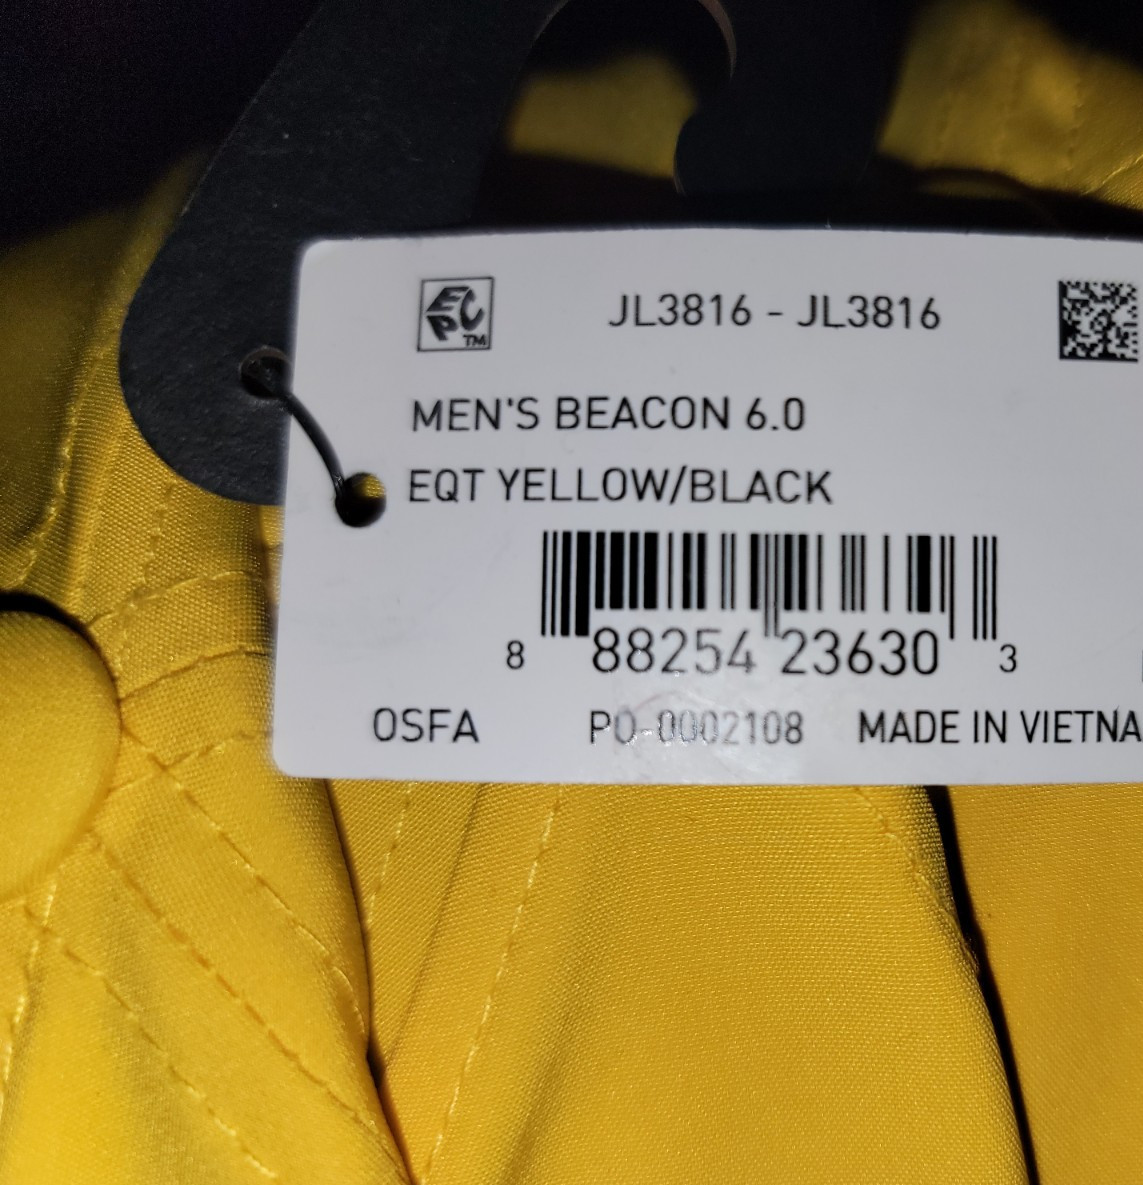 EPC TM
JL3816 - JL3816
MEN'S BEACON 6.0
EQT YELLOW/BLACK
8 88254 23630 3
OSFA PO-0002108 MADE IN VIETNA